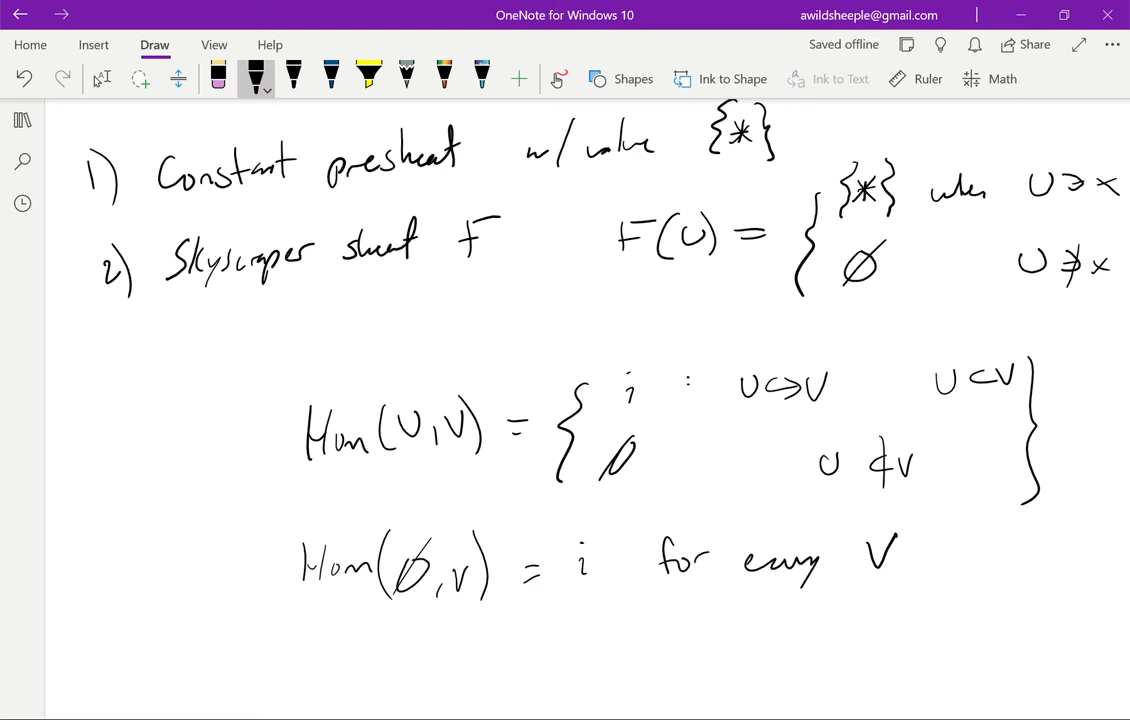 OneNote for Windows 10 awildsheeple@gmail.com
Home Insert Draw View Help Saved offline Share
Shapes Ink to Shape Ink to Text Ruler Math
1) Constant presheaf w/ value {*}
2) Skyscraper sheaf F F(U) = { {*} when U ∋ x
∅ U ∌ x
Hom(U,V) = { i : U ↪ V U ⊂ V }
∅ U ⊄ V
Hom(∅,V) = i for every V